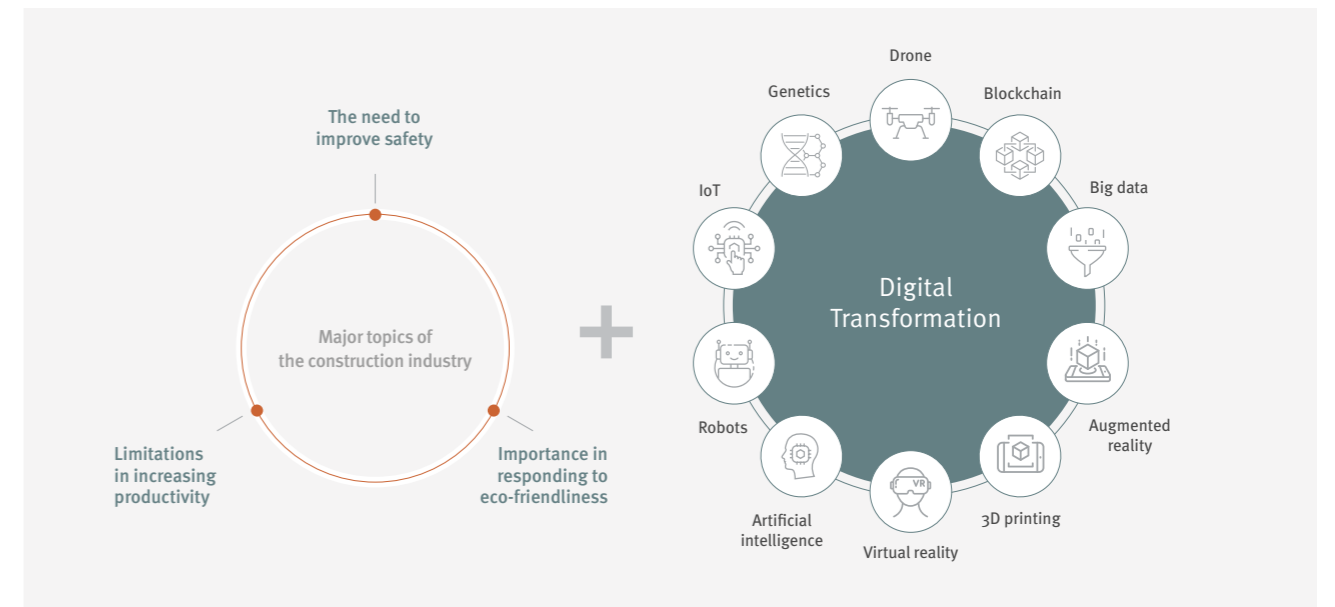 The need to
improve safety
Major topics of
the construction industry
Limitations
in increasing
productivity
Importance in
responding to
eco-friendliness
Digital
Transformation
Drone
Blockchain
Big data
Augmented
reality
3D printing
Virtual reality
VR
Artificial
intelligence
Robots
IoT
Genetics